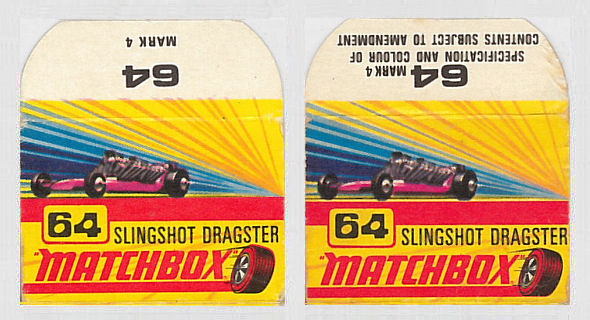 MARK 4
64
64
SLINGSHOT DRAGSTER
"MATCHBOX"
CONTENTS SUBJECT TO AMENDMENT
SPECIFICATION AND COLOUR OF
64 MARK 4
64
SLINGSHOT DRAGSTER
"MATCHBOX"